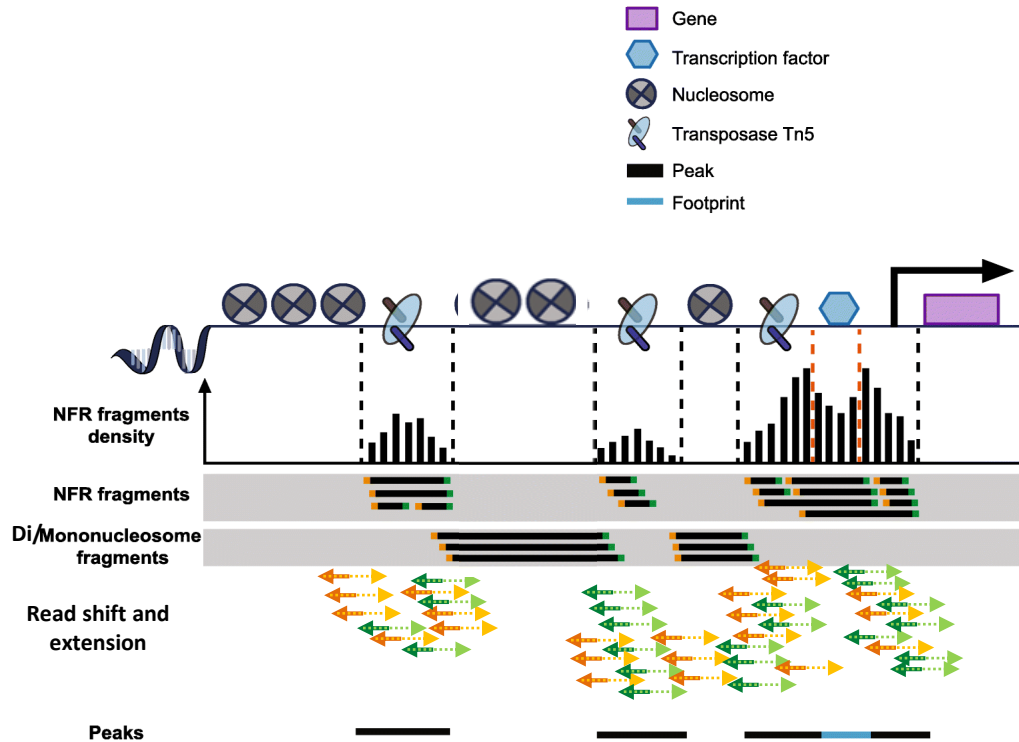 Gene
Transcription factor
Nucleosome
Transposase Tn5
Peak
Footprint
NFR fragments
density
NFR fragments
Di/Mononucleosome
fragments
Read shift and
extension
Peaks